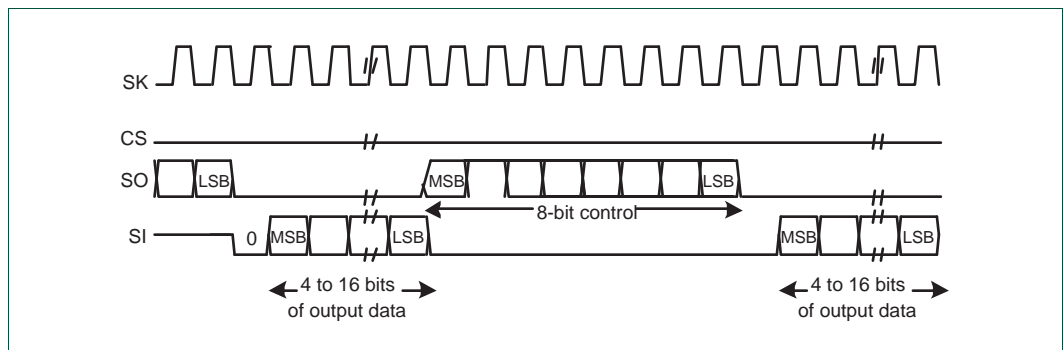 SK
CS
SO LSB MSB LSB
8-bit control
SI 0 MSB LSB MSB LSB
4 to 16 bits 4 to 16 bits
of output data of output data